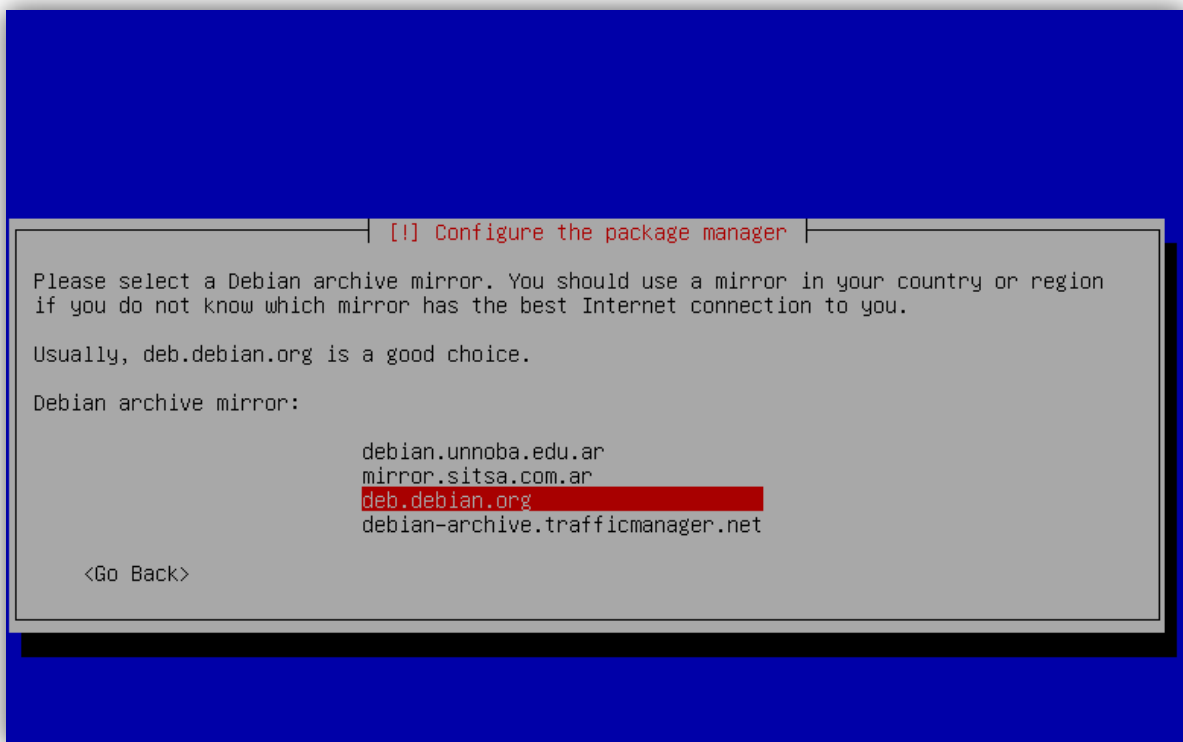 [!] Configure the package manager
Please select a Debian archive mirror. You should use a mirror in your country or region
if you do not know which mirror has the best Internet connection to you.
Usually, deb.debian.org is a good choice.
Debian archive mirror:
debian.unnoba.edu.ar
mirror.sitsa.com.ar
deb.debian.org
debian-archive.trafficmanager.net
<Go Back>